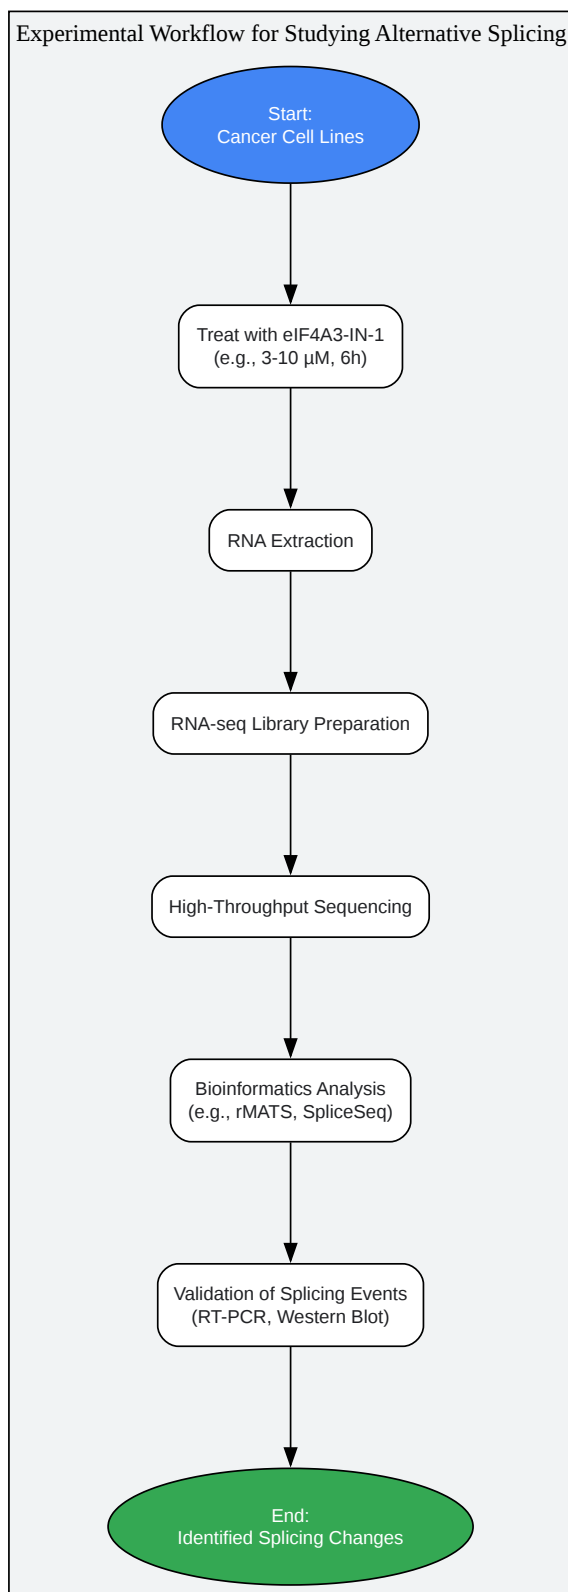 Experimental Workflow for Studying Alternative Splicing
Start:
Cancer Cell Lines
Treat with eIF4A3-IN-1
(e.g., 3-10 µM, 6h)
RNA Extraction
RNA-seq Library Preparation
High-Throughput Sequencing
Bioinformatics Analysis
(e.g., rMATS, SpliceSeq)
Validation of Splicing Events
(RT-PCR, Western Blot)
End:
Identified Splicing Changes